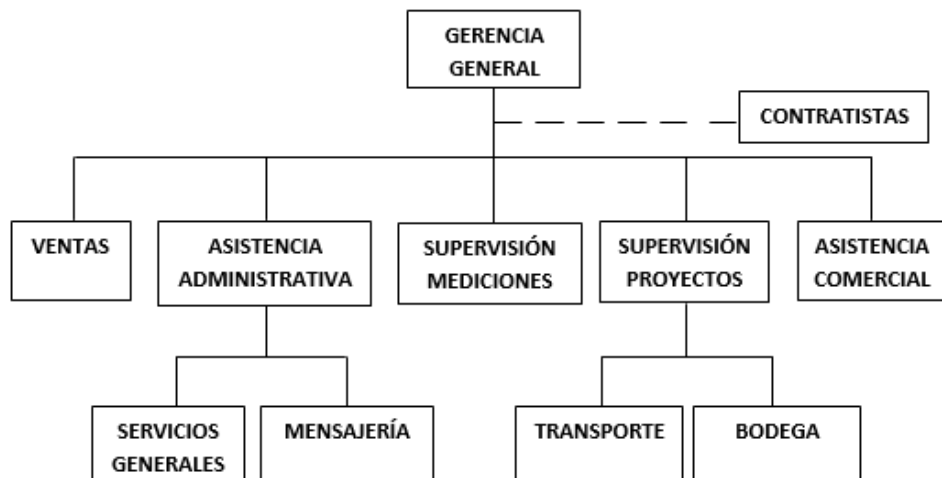 GERENCIA
GENERAL
CONTRATISTAS
VENTAS
ASISTENCIA
ADMINISTRATIVA
SUPERVISIÓN
MEDICIONES
SUPERVISIÓN
PROYECTOS
ASISTENCIA
COMERCIAL
SERVICIOS
GENERALES
MENSAJERÍA
TRANSPORTE
BODEGA